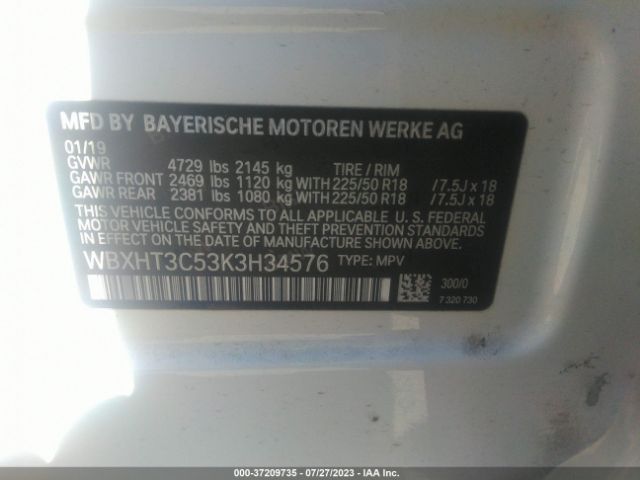 MFD BY BAYERISCHE MOTOREN WERKE AG
01/19
GVWR 4729 lbs 2145 kg TIRE / RIM
GAWR FRONT 2469 lbs 1120 kg WITH 225/50 R18 / 7.5J x 18
GAWR REAR 2381 lbs 1080 kg WITH 225/50 R18 / 7.5J x 18
THIS VEHICLE CONFORMS TO ALL APPLICABLE U. S. FEDERAL
MOTOR VEHICLE SAFETY, BUMPER, AND THEFT PREVENTION
STANDARDS IN EFFECT ON THE DATE OF MANUFACTURE SHOWN ABOVE.
WBXHT3C53K3H34576 TYPE: MPV
300/0
7 320 730
000-37209735 - 07/27/2023 - IAA Inc.